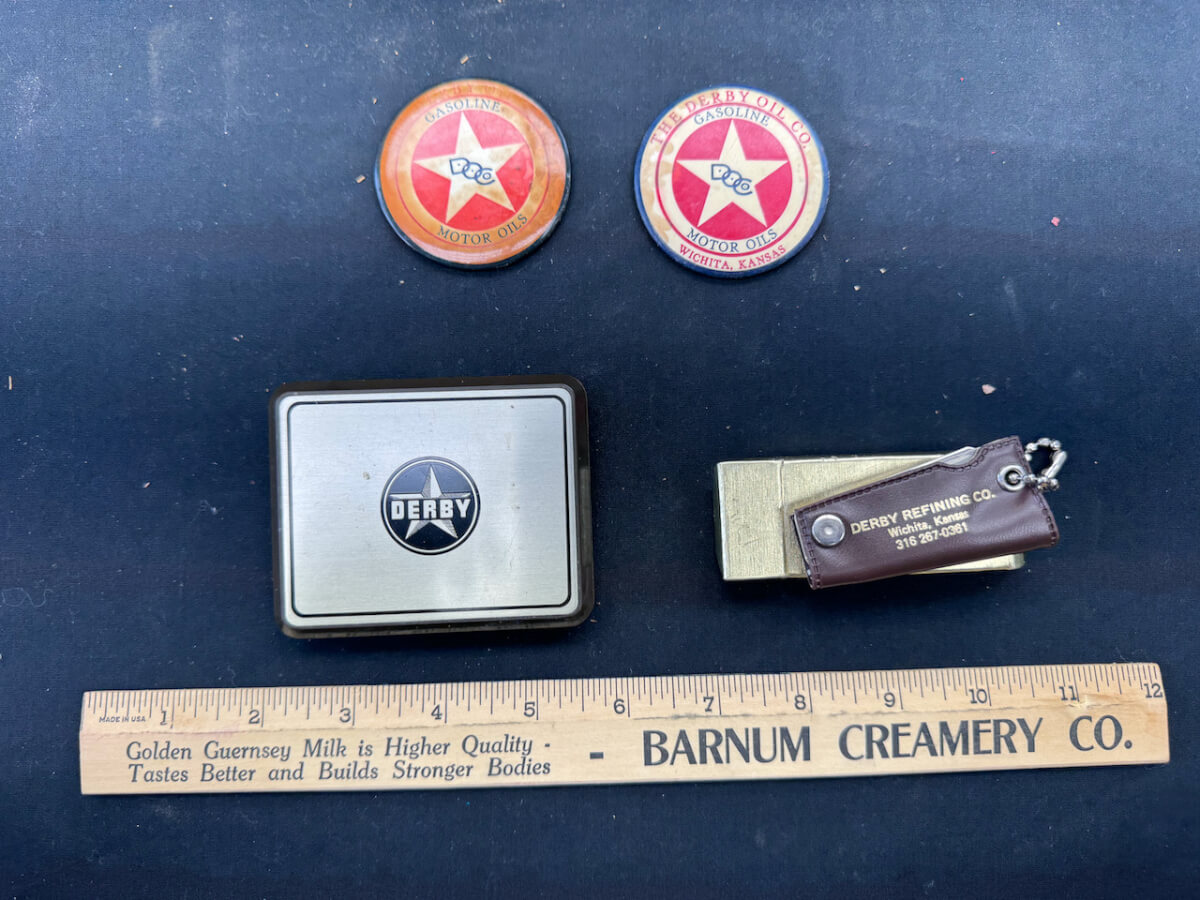 GASOLINE
DOCo
MOTOR OILS
THE DERBY OIL CO.
GASOLINE
DOCo
MOTOR OILS
WICHITA, KANSAS
DERBY
DERBY REFINING CO.
Wichita, Kansas
316 267-0361
MADE IN USA 1 2 3 4 5 6 7 8 9 10 11 12
Golden Guernsey Milk is Higher Quality -
Tastes Better and Builds Stronger Bodies
- BARNUM CREAMERY CO.